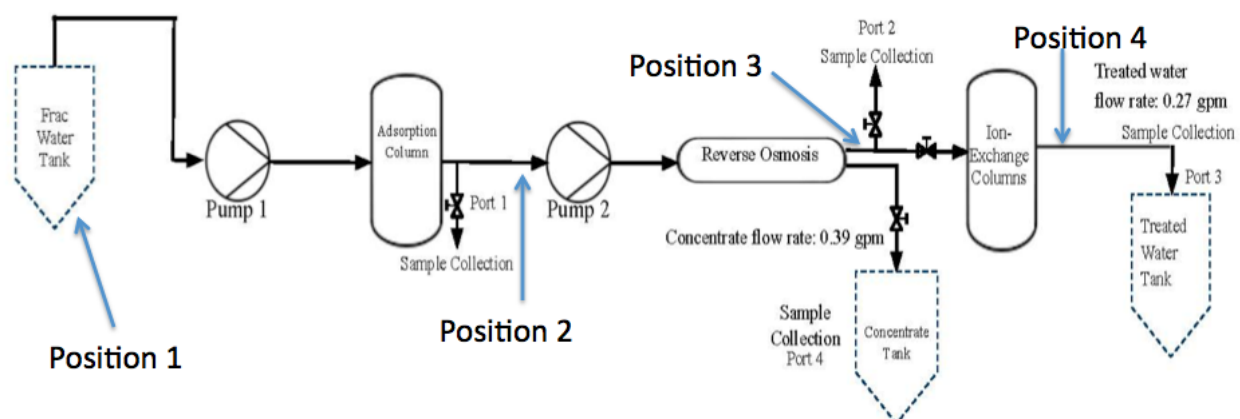 Frac
Water
Tank
Position 1
Pump 1
Adsorption
Column
Port 1
Sample Collection
Position 2
Pump 2
Reverse Osmosis
Position 3
Port 2
Sample Collection
Concentrate flow rate: 0.39 gpm
Sample
Collection
Port 4
Concentrate
Tank
Ion-
Exchange
Columns
Position 4
Treated water
flow rate: 0.27 gpm
Sample Collection
Port 3
Treated
Water
Tank